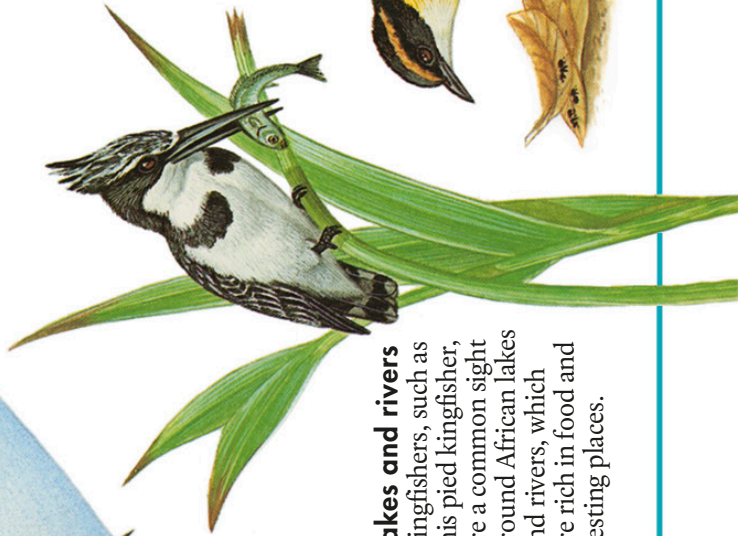 akes and rivers
ingfishers, such as
is pied kingfisher,
re a common sight
round African lakes
nd rivers, which
re rich in food and
esting places.